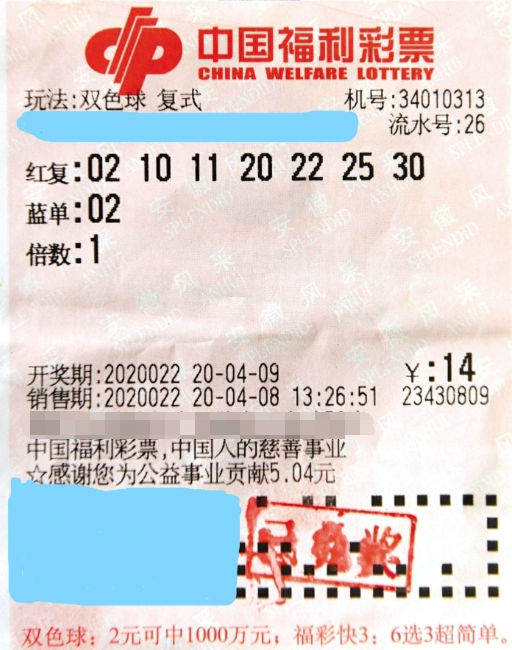 中国福利彩票
CHINA WELFARE LOTTERY
玩法:双色球 复式 机号:34010313
流水号:26
红复:02 10 11 20 22 25 30
蓝单:02
倍数:1
开奖期:2020022 20-04-09 ￥:14
销售期:2020022 20-04-08 13:26:51 23430809
中国福利彩票,中国人的慈善事业
☆感谢您为公益事业贡献5.04元
双色球：2元可中1000万元；福彩快3：6选3超简单。